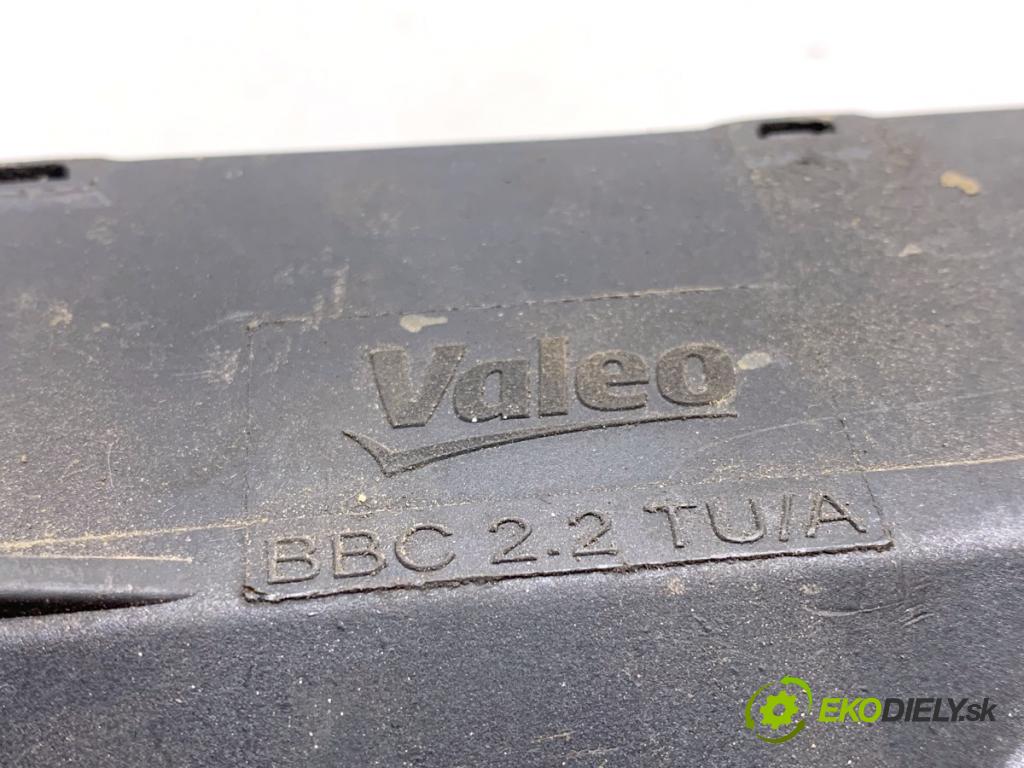 Valeo
BBC 2.2 TU/A
EKODIELY.sk